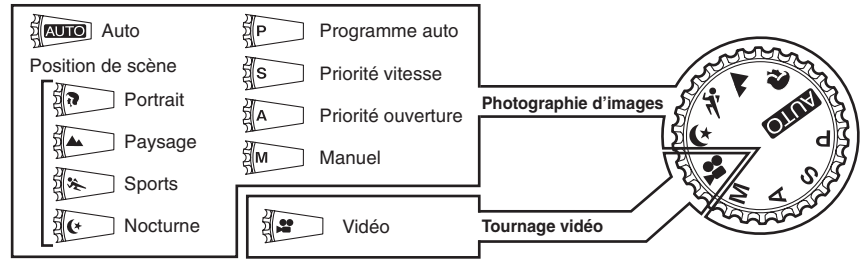 AUTO Auto
Position de scène
Portrait
Paysage
Sports
Nocturne
P Programme auto
S Priorité vitesse
A Priorité ouverture
M Manuel
Vidéo
Photographie d'images
Tournage vidéo
AUTO
P
S
A
M